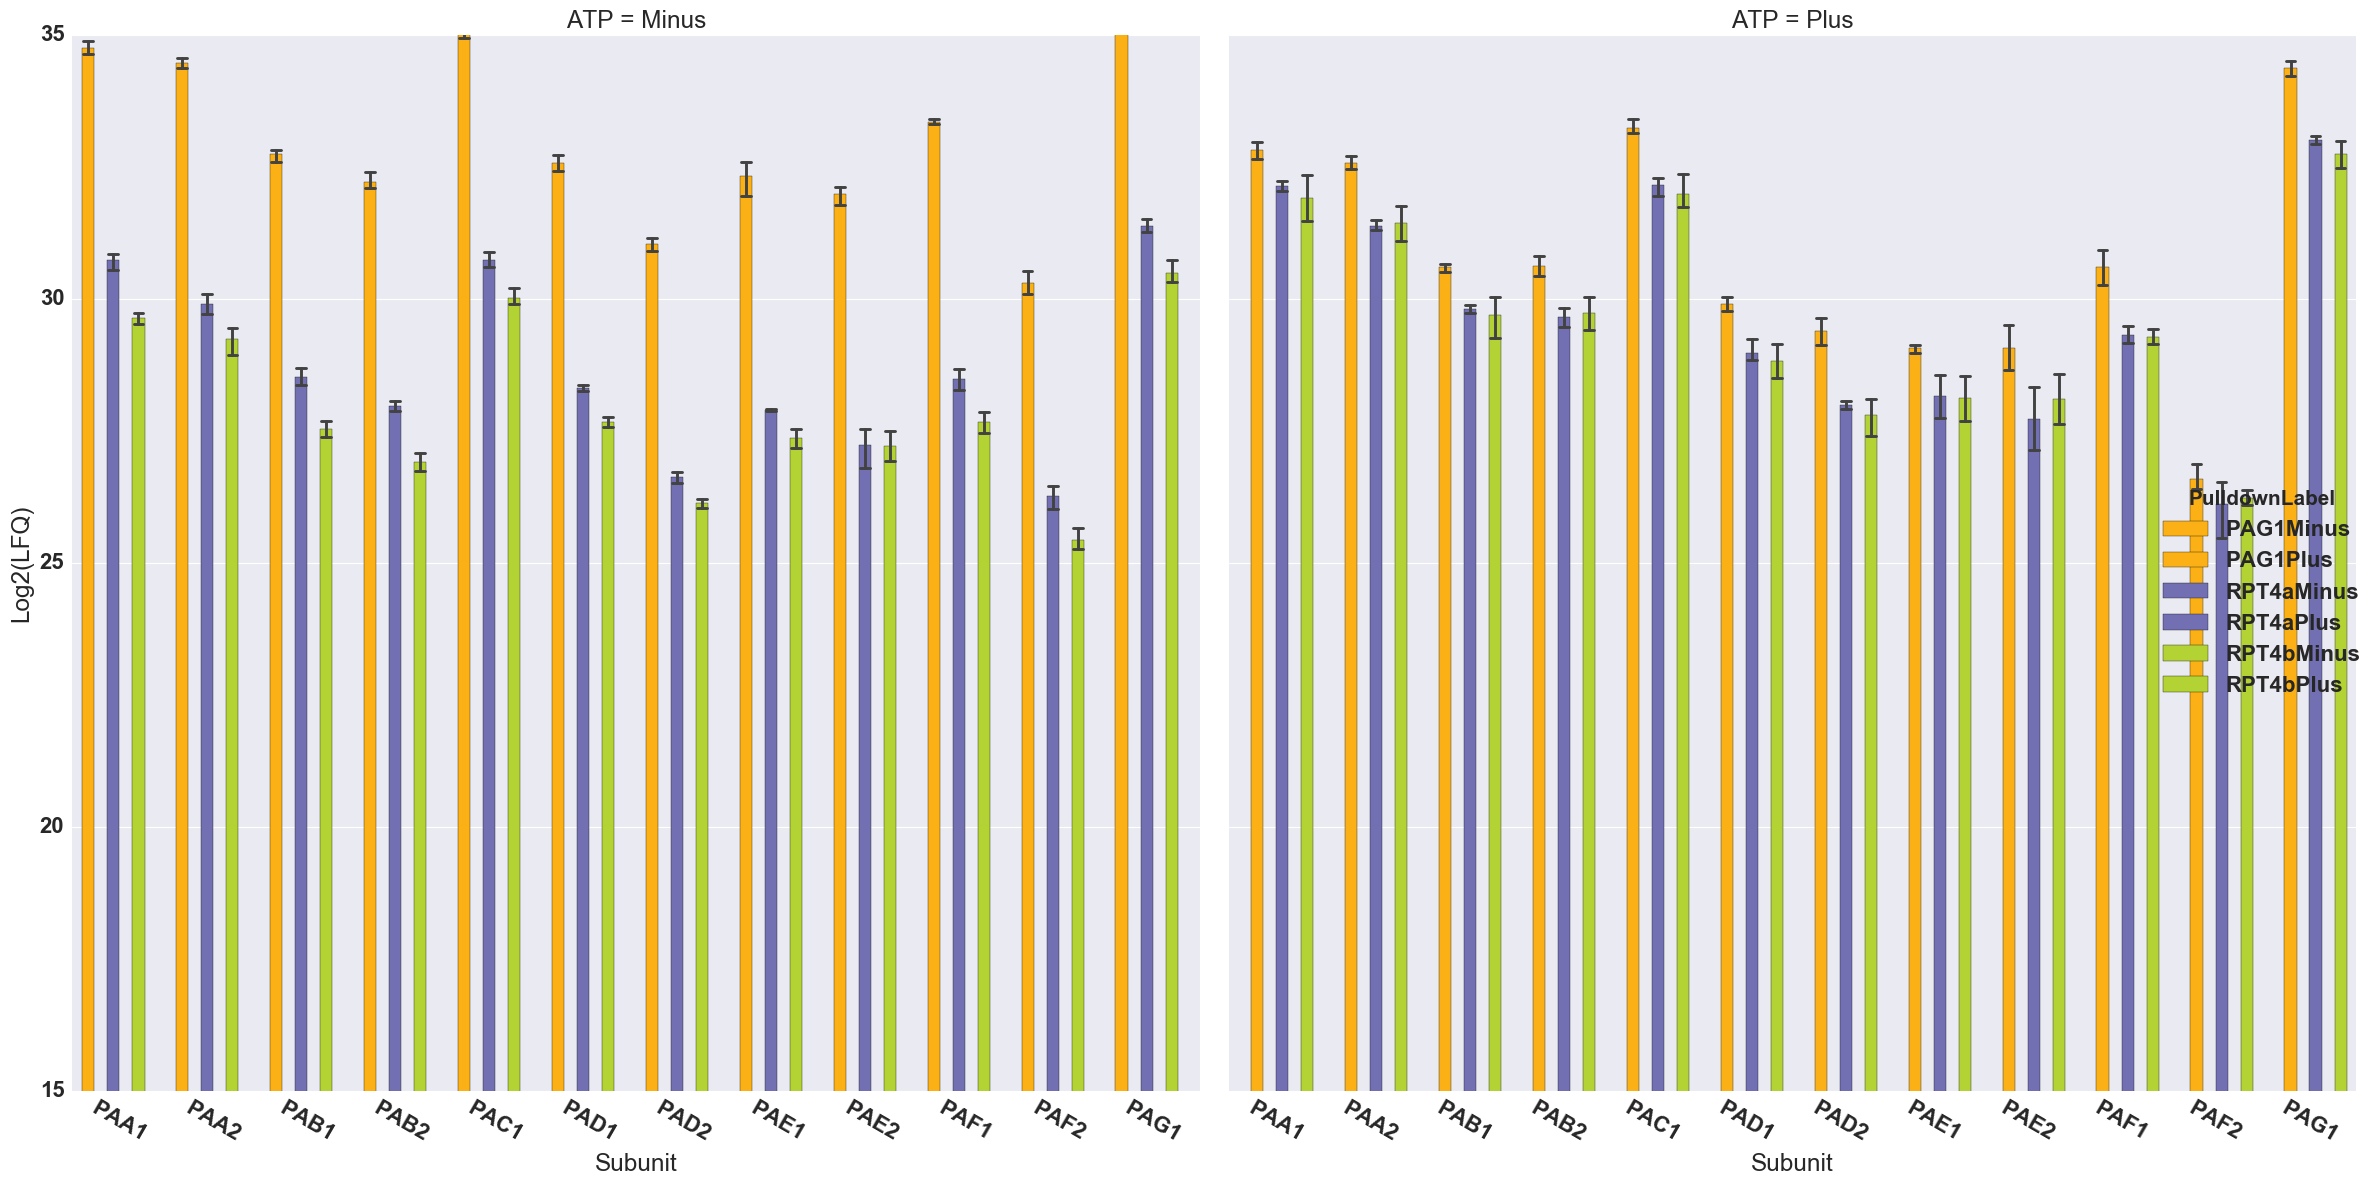 ATP = Minus
ATP = Plus
Log2(LFQ)
35
30
25
20
15
PAA1
PAA2
PAB1
PAB2
PAC1
PAD1
PAD2
PAE1
PAE2
PAF1
PAF2
PAG1
Subunit
PAA1
PAA2
PAB1
PAB2
PAC1
PAD1
PAD2
PAE1
PAE2
PAF1
PAF2
PAG1
Subunit
PulldownLabel
PAG1Minus
PAG1Plus
RPT4aMinus
RPT4aPlus
RPT4bMinus
RPT4bPlus